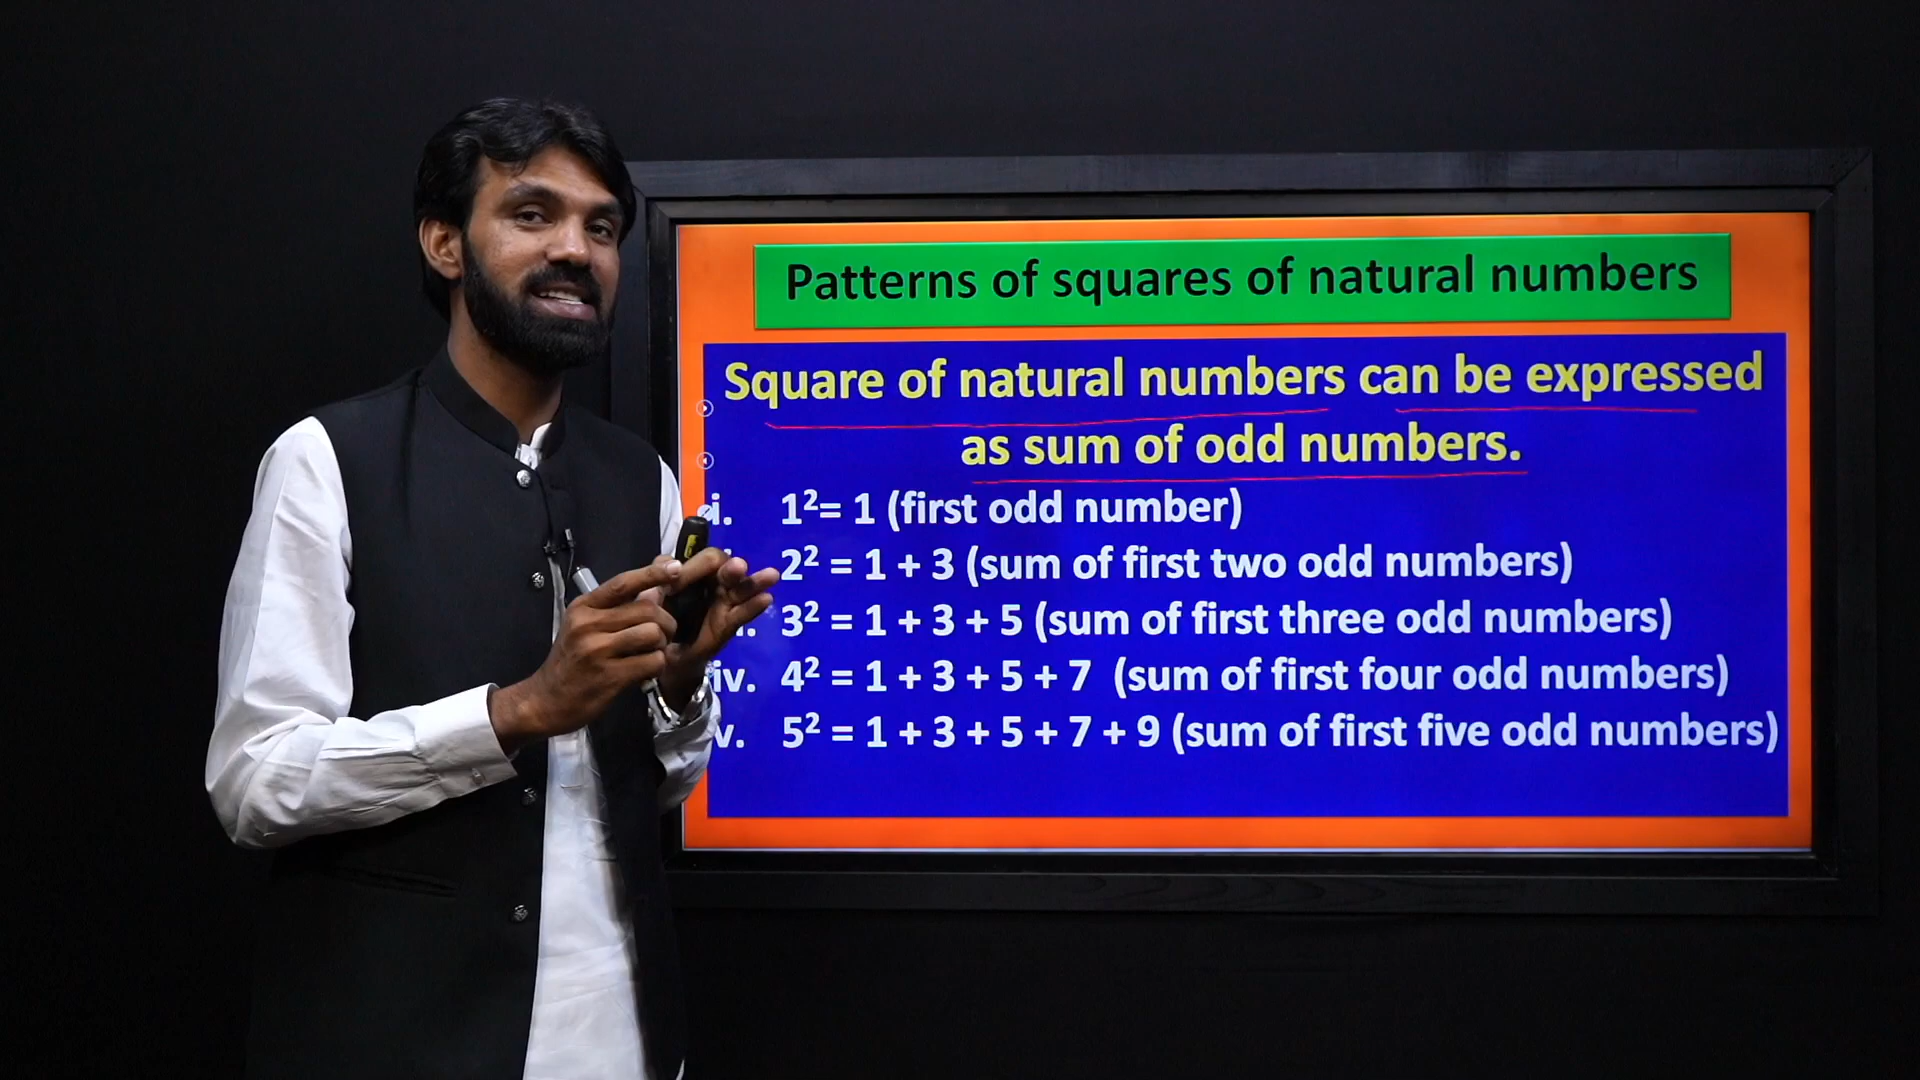 Patterns of squares of natural numbers
Square of natural numbers can be expressed
as sum of odd numbers.
i. 1²= 1 (first odd number)
2² = 1 + 3 (sum of first two odd numbers)
3² = 1 + 3 + 5 (sum of first three odd numbers)
iv. 4² = 1 + 3 + 5 + 7 (sum of first four odd numbers)
v. 5² = 1 + 3 + 5 + 7 + 9 (sum of first five odd numbers)